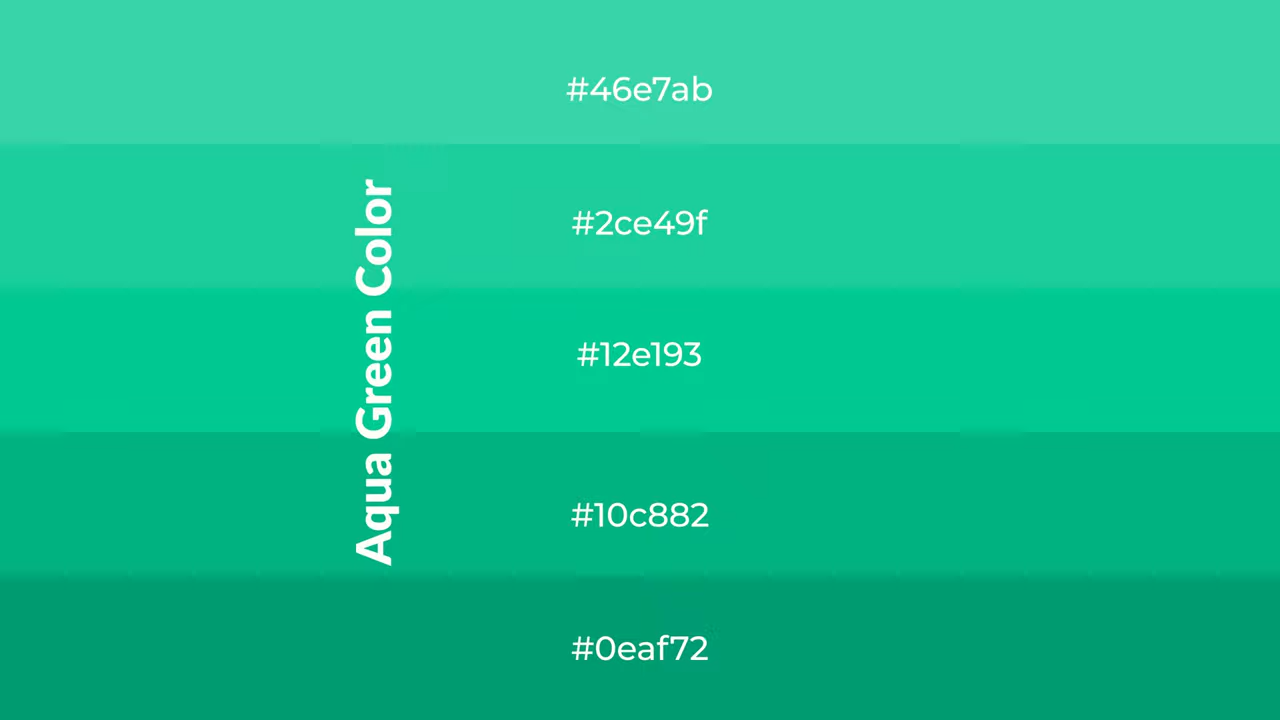 Aqua Green Color
#46e7ab
#2ce49f
#12e193
#10c882
#0eaf72